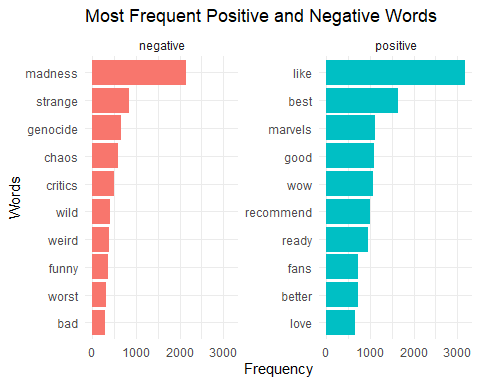 Most Frequent Positive and Negative Words
negative
positive
Words
madness
strange
genocide
chaos
critics
wild
weird
funny
worst
bad
like
best
marvels
good
wow
recommend
ready
fans
better
love
0 1000 2000 3000
0 1000 2000 3000
Frequency